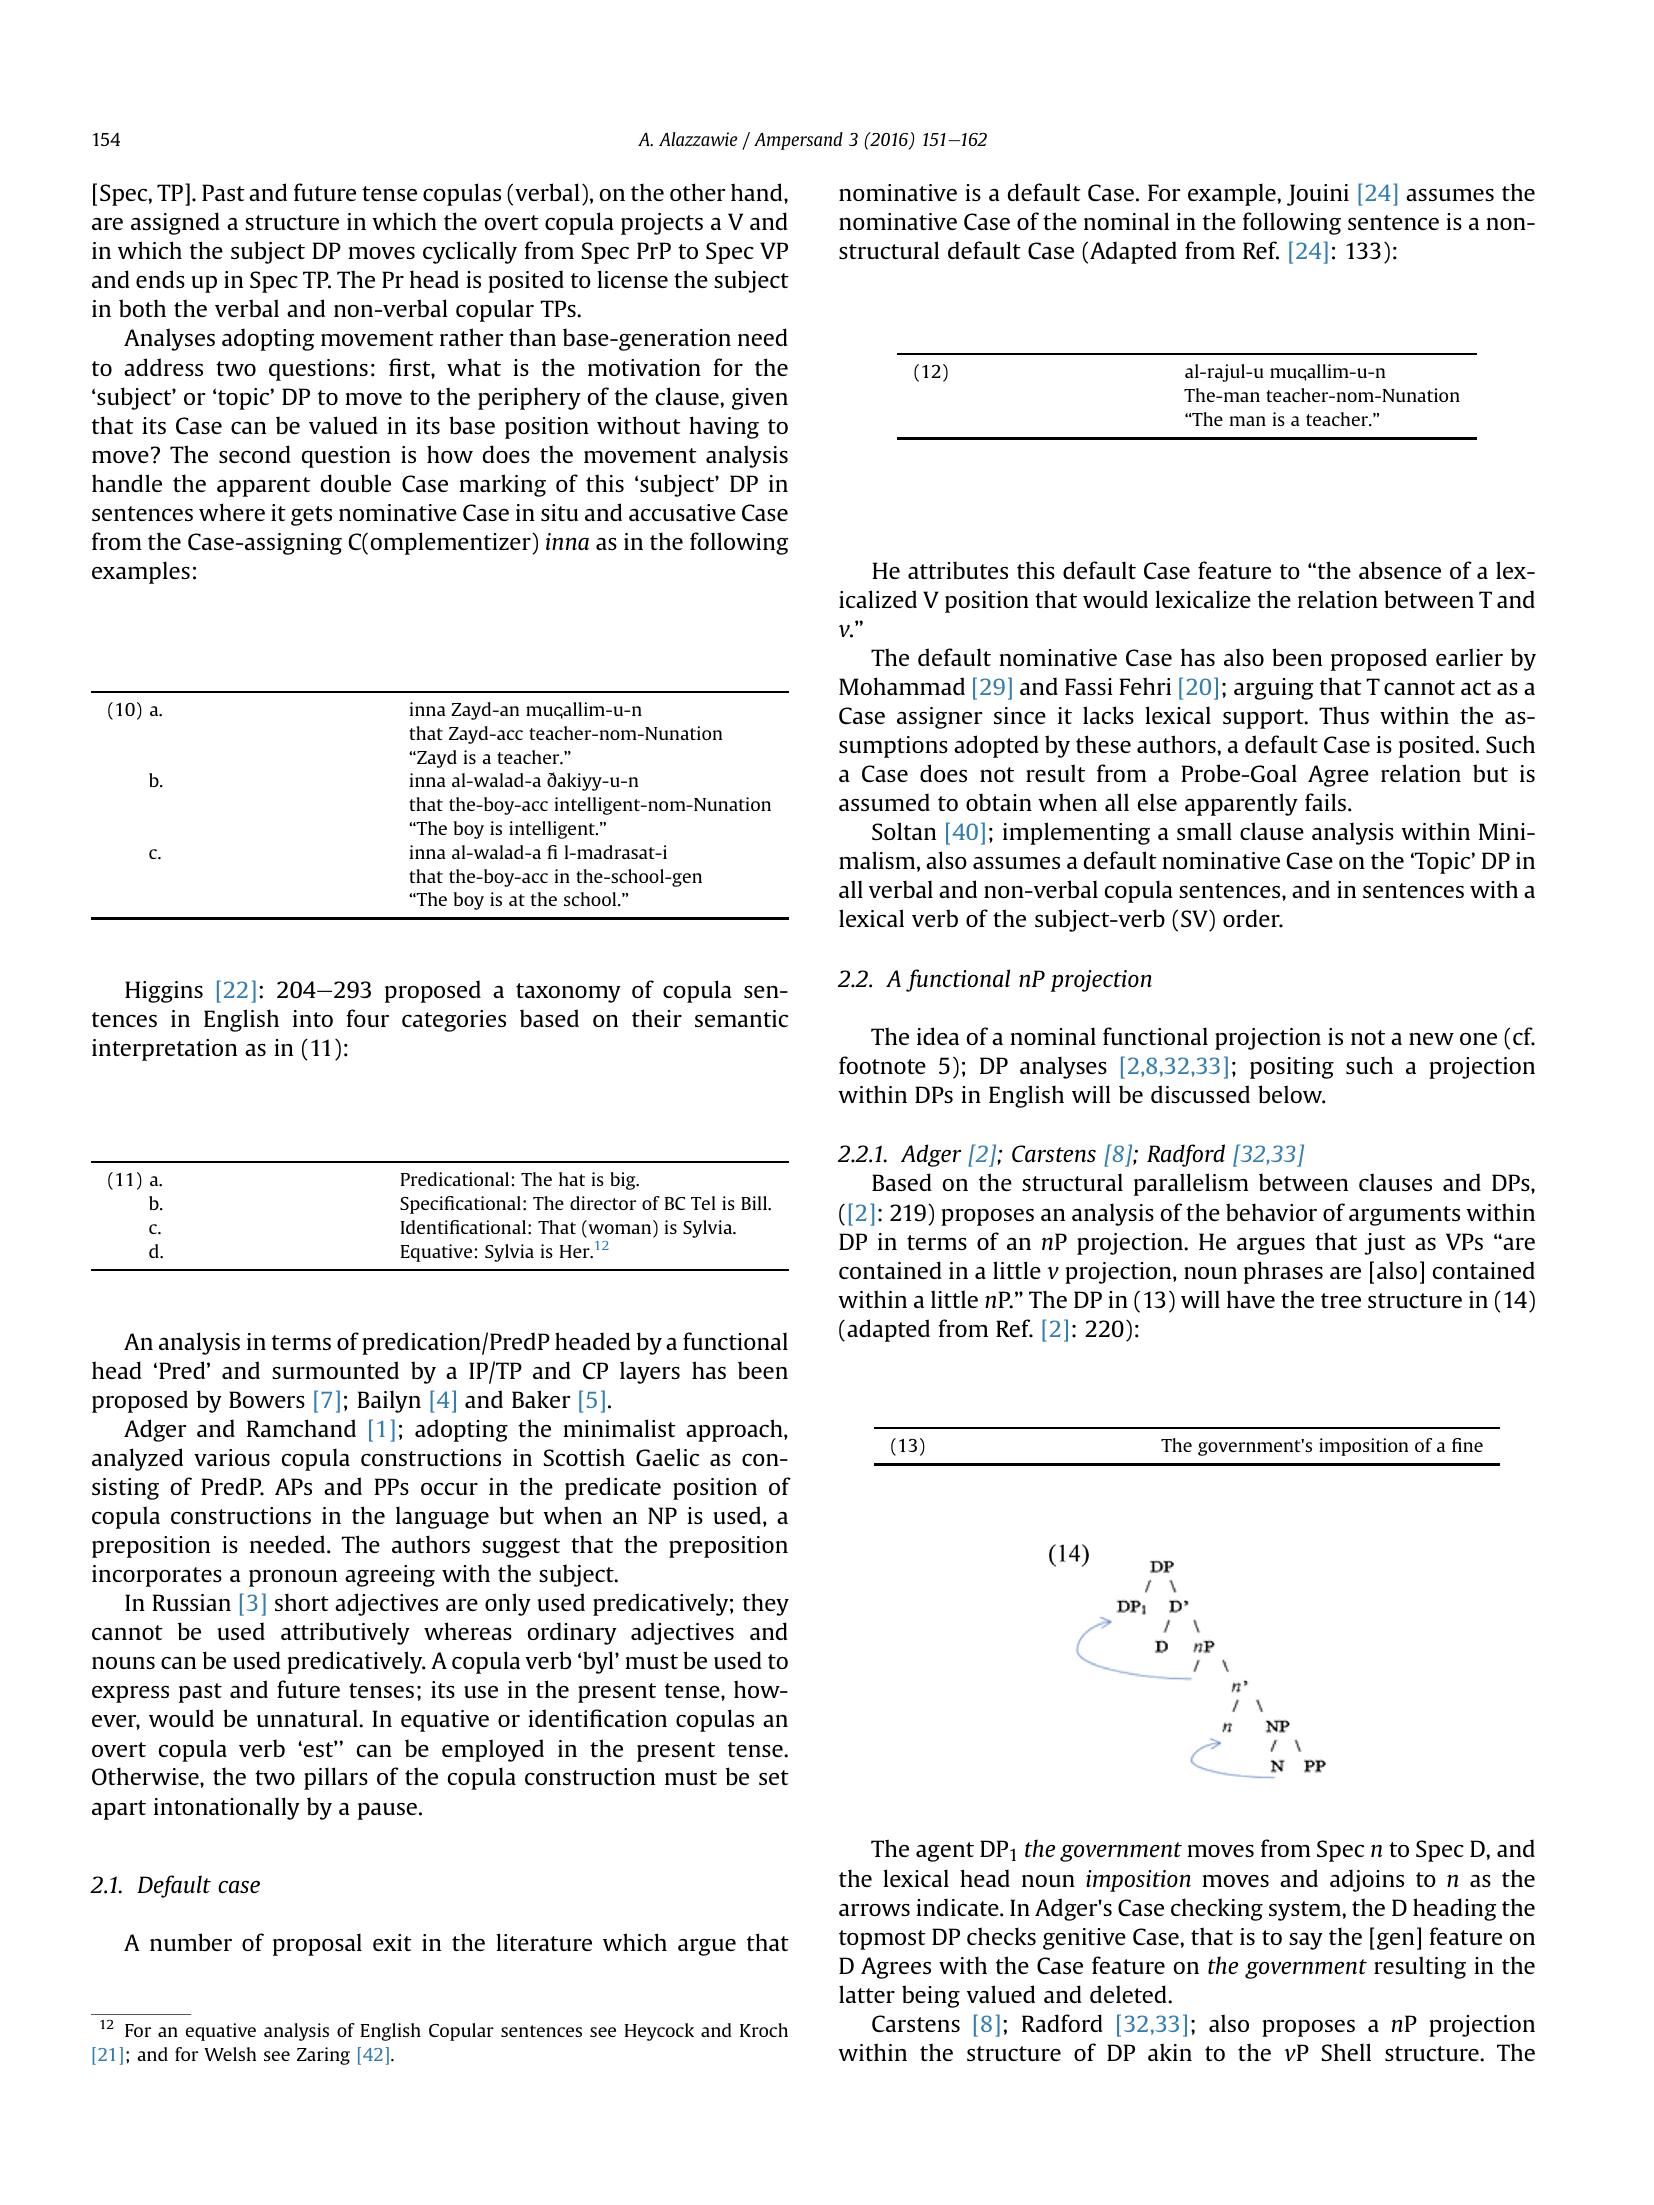 154
A. Alazzawie / Ampersand 3 (2016) 151–162
[Spec, TP]. Past and future tense copulas (verbal), on the other hand,
are assigned a structure in which the overt copula projects a V and
in which the subject DP moves cyclically from Spec PrP to Spec VP
and ends up in Spec TP. The Pr head is posited to license the subject
in both the verbal and non-verbal copular TPs.
Analyses adopting movement rather than base-generation need
to address two questions: first, what is the motivation for the
‘subject’ or ‘topic’ DP to move to the periphery of the clause, given
that its Case can be valued in its base position without having to
move? The second question is how does the movement analysis
handle the apparent double Case marking of this ‘subject’ DP in
sentences where it gets nominative Case in situ and accusative Case
from the Case-assigning C(omplementizer) inna as in the following
examples:
(10) a. inna Zayd-an muçallim-u-n
that Zayd-acc teacher-nom-Nunation
“Zayd is a teacher.”
b. inna al-walad-a ðakiyy-u-n
that the-boy-acc intelligent-nom-Nunation
“The boy is intelligent.”
c. inna al-walad-a fi l-madrasat-i
that the-boy-acc in the-school-gen
“The boy is at the school.”
Higgins [22]: 204–293 proposed a taxonomy of copula sen-
tences in English into four categories based on their semantic
interpretation as in (11):
(11) a. Predicational: The hat is big.
b. Specificational: The director of BC Tel is Bill.
c. Identificational: That (woman) is Sylvia.
d. Equative: Sylvia is Her.12
An analysis in terms of predication/PredP headed by a functional
head ‘Pred’ and surmounted by a IP/TP and CP layers has been
proposed by Bowers [7]; Bailyn [4] and Baker [5].
Adger and Ramchand [1]; adopting the minimalist approach,
analyzed various copula constructions in Scottish Gaelic as con-
sisting of PredP. APs and PPs occur in the predicate position of
copula constructions in the language but when an NP is used, a
preposition is needed. The authors suggest that the preposition
incorporates a pronoun agreeing with the subject.
In Russian [3] short adjectives are only used predicatively; they
cannot be used attributively whereas ordinary adjectives and
nouns can be used predicatively. A copula verb ‘byl’ must be used to
express past and future tenses; its use in the present tense, how-
ever, would be unnatural. In equative or identification copulas an
overt copula verb ‘est’’ can be employed in the present tense.
Otherwise, the two pillars of the copula construction must be set
apart intonationally by a pause.
2.1. Default case
A number of proposal exit in the literature which argue that
12 For an equative analysis of English Copular sentences see Heycock and Kroch
[21]; and for Welsh see Zaring [42].
nominative is a default Case. For example, Jouini [24] assumes the
nominative Case of the nominal in the following sentence is a non-
structural default Case (Adapted from Ref. [24]: 133):
(12) al-rajul-u muçallim-u-n
The-man teacher-nom-Nunation
“The man is a teacher.”
He attributes this default Case feature to “the absence of a lex-
icalized V position that would lexicalize the relation between T and
v.”
The default nominative Case has also been proposed earlier by
Mohammad [29] and Fassi Fehri [20]; arguing that T cannot act as a
Case assigner since it lacks lexical support. Thus within the as-
sumptions adopted by these authors, a default Case is posited. Such
a Case does not result from a Probe-Goal Agree relation but is
assumed to obtain when all else apparently fails.
Soltan [40]; implementing a small clause analysis within Mini-
malism, also assumes a default nominative Case on the ‘Topic’ DP in
all verbal and non-verbal copula sentences, and in sentences with a
lexical verb of the subject-verb (SV) order.
2.2. A functional nP projection
The idea of a nominal functional projection is not a new one (cf.
footnote 5); DP analyses [2,8,32,33]; positing such a projection
within DPs in English will be discussed below.
2.2.1. Adger [2]; Carstens [8]; Radford [32,33]
Based on the structural parallelism between clauses and DPs,
([2]: 219) proposes an analysis of the behavior of arguments within
DP in terms of an nP projection. He argues that just as VPs “are
contained in a little v projection, noun phrases are [also] contained
within a little nP.” The DP in (13) will have the tree structure in (14)
(adapted from Ref. [2]: 220):
(13) The government's imposition of a fine
(14)
DP
DP1 D’
D nP
n’
n NP
N PP
The agent DP1 the government moves from Spec n to Spec D, and
the lexical head noun imposition moves and adjoins to n as the
arrows indicate. In Adger's Case checking system, the D heading the
topmost DP checks genitive Case, that is to say the [gen] feature on
D Agrees with the Case feature on the government resulting in the
latter being valued and deleted.
Carstens [8]; Radford [32,33]; also proposes a nP projection
within the structure of DP akin to the vP Shell structure. The